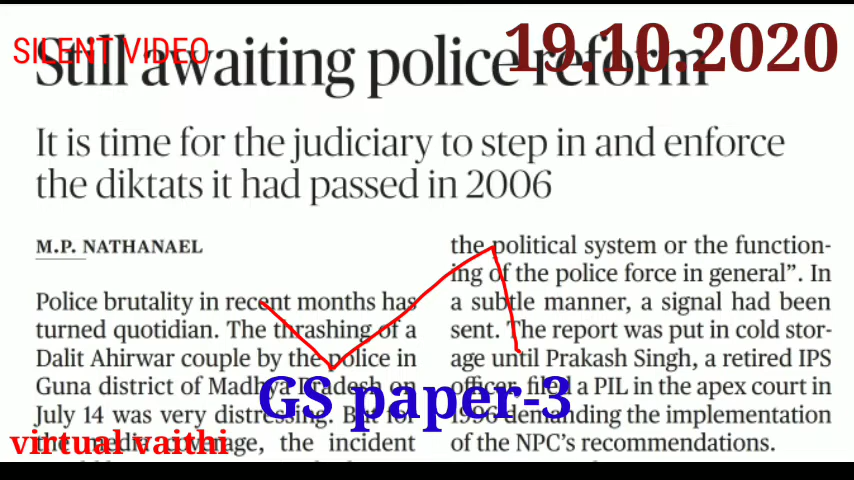 SILENT VIDEO
19.10.2020
Still awaiting police reform
It is time for the judiciary to step in and enforce
the diktats it had passed in 2006
M.P. NATHANAEL
Police brutality in recent months has
turned quotidian. The thrashing of a
Dalit Ahirwar couple by the police in
Guna district of Madhya Pradesh on
July 14 was very distressing. But for
the media coverage, the incident
the political system or the function-
ing of the police force in general”. In
a subtle manner, a signal had been
sent. The report was put in cold stor-
age until Prakash Singh, a retired IPS
officer, filed a PIL in the apex court in
1996 demanding the implementation
of the NPC’s recommendations.
GS paper-3
virtual vaithi